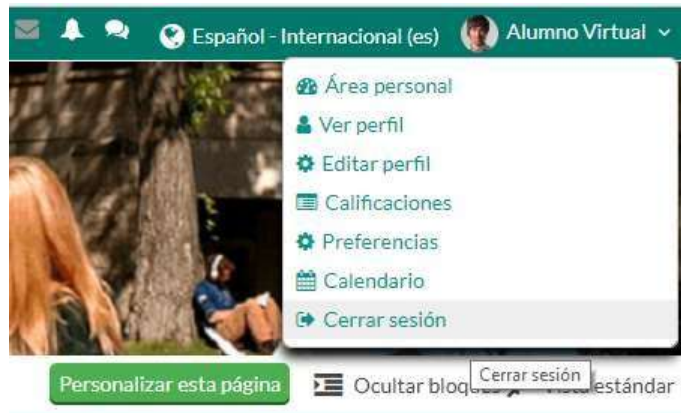 Español - Internacional (es) Alumno Virtual
Área personal
Ver perfil
Editar perfil
Calificaciones
Preferencias
Calendario
Cerrar sesión
Personalizar esta página Ocultar bloques Cerrar sesión estándar